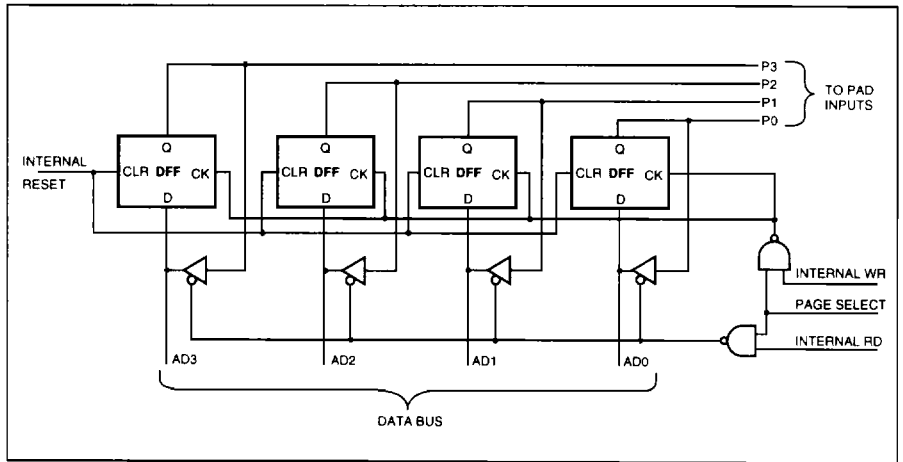 P3
P2
P1
P0
TO PAD
INPUTS
INTERNAL
RESET
Q
CLR DFF CK
D
Q
CLR DFF CK
D
Q
CLR DFF CK
D
Q
CLR DFF CK
D
INTERNAL WR
PAGE SELECT
INTERNAL RD
AD3
AD2
AD1
AD0
DATA BUS